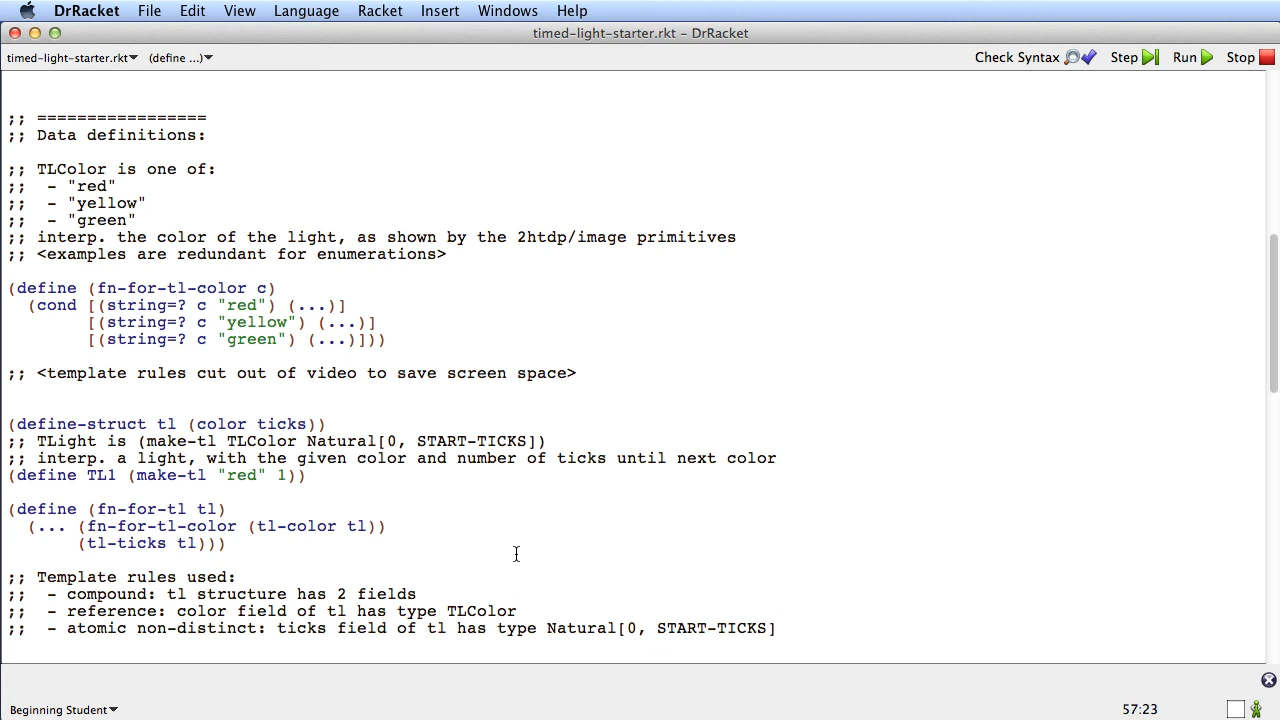 DrRacket File Edit View Language Racket Insert Windows Help
timed-light-starter.rkt - DrRacket
timed-light-starter.rkt (define ...) Check Syntax Step Run Stop
;; =================
;; Data definitions:
;; TLColor is one of:
;;  - "red"
;;  - "yellow"
;;  - "green"
;; interp. the color of the light, as shown by the 2htdp/image primitives
;; <examples are redundant for enumerations>
(define (fn-for-tl-color c)
  (cond [(string=? c "red") (...)]
        [(string=? c "yellow") (...)]
        [(string=? c "green") (...)]))
;; <template rules cut out of video to save screen space>
(define-struct tl (color ticks))
;; TLight is (make-tl TLColor Natural[0, START-TICKS])
;; interp. a light, with the given color and number of ticks until next color
(define TL1 (make-tl "red" 1))
(define (fn-for-tl tl)
  (... (fn-for-tl-color (tl-color tl))
       (tl-ticks tl)))
;; Template rules used:
;;  - compound: tl structure has 2 fields
;;  - reference: color field of tl has type TLColor
;;  - atomic non-distinct: ticks field of tl has type Natural[0, START-TICKS]
Beginning Student 57:23